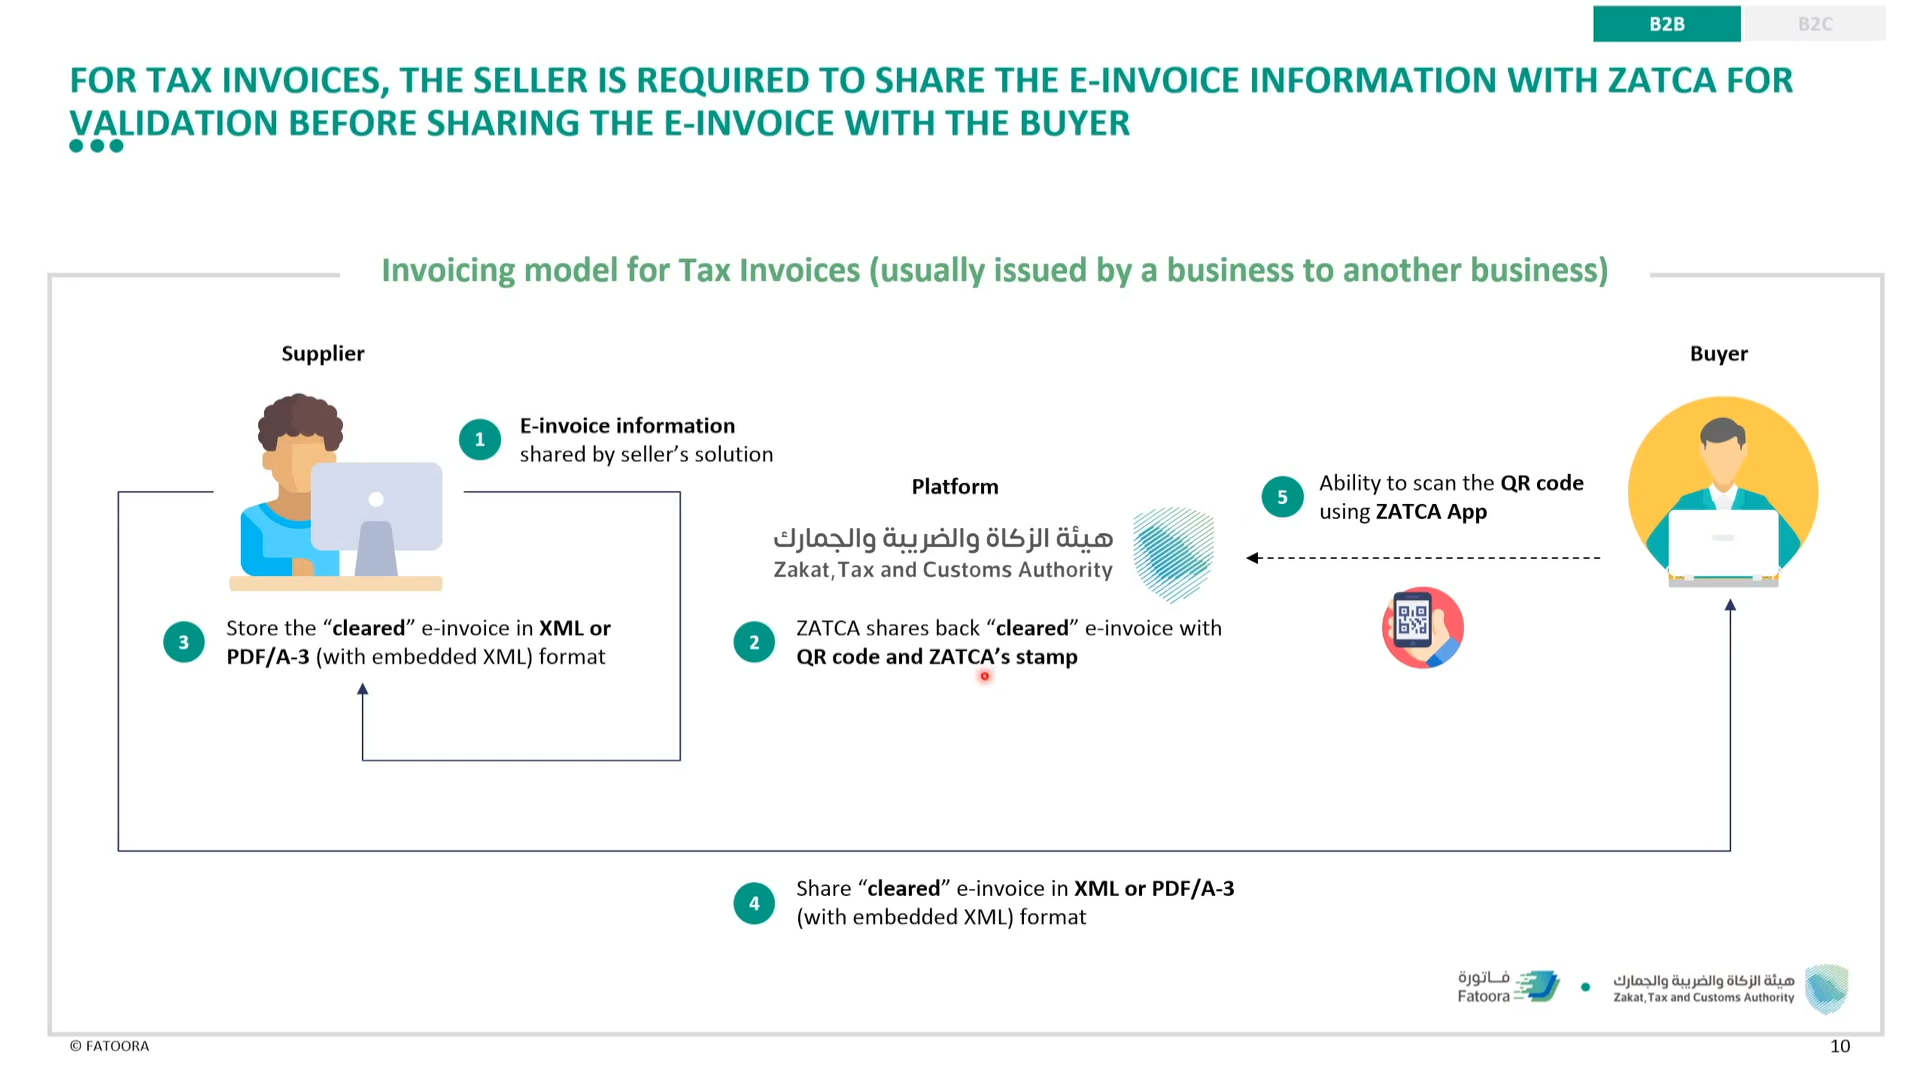 B2B
B2C
FOR TAX INVOICES, THE SELLER IS REQUIRED TO SHARE THE E-INVOICE INFORMATION WITH ZATCA FOR
VALIDATION BEFORE SHARING THE E-INVOICE WITH THE BUYER
Invoicing model for Tax Invoices (usually issued by a business to another business)
Supplier
Buyer
1
E-invoice information
shared by seller’s solution
Platform
هيئة الزكاة والضريبة والجمارك
Zakat, Tax and Customs Authority
5
Ability to scan the QR code
using ZATCA App
3
Store the “cleared” e-invoice in XML or
PDF/A-3 (with embedded XML) format
2
ZATCA shares back “cleared” e-invoice with
QR code and ZATCA’s stamp
4
Share “cleared” e-invoice in XML or PDF/A-3
(with embedded XML) format
فـاتورة
Fatoora
هيئة الزكاة والضريبة والجمارك
Zakat, Tax and Customs Authority
© FATOORA
10